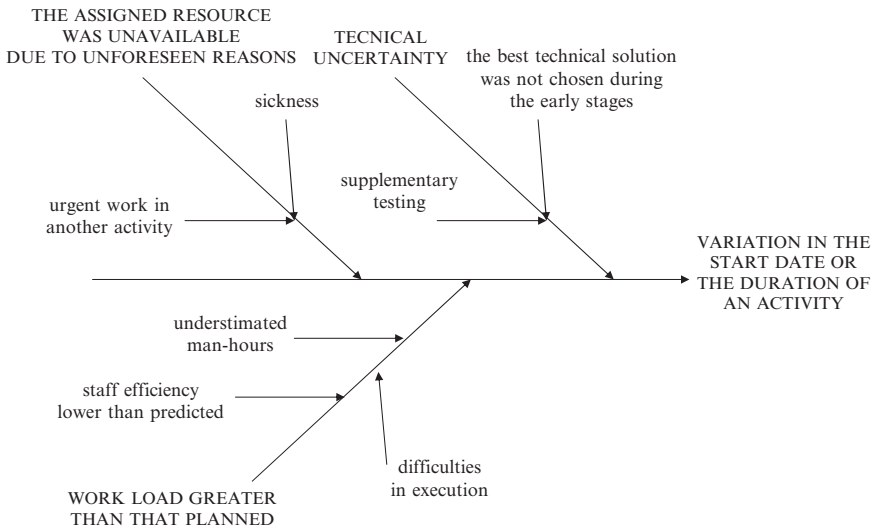 THE ASSIGNED RESOURCE
WAS UNAVAILABLE
DUE TO UNFORESEEN REASONS
TECNICAL
UNCERTAINTY
the best technical solution
was not chosen during
the early stages
sickness
supplementary
testing
urgent work in
another activity
VARIATION IN THE
START DATE OR
THE DURATION OF
AN ACTIVITY
understimated
man-hours
staff efficiency
lower than predicted
difficulties
in execution
WORK LOAD GREATER
THAN THAT PLANNED